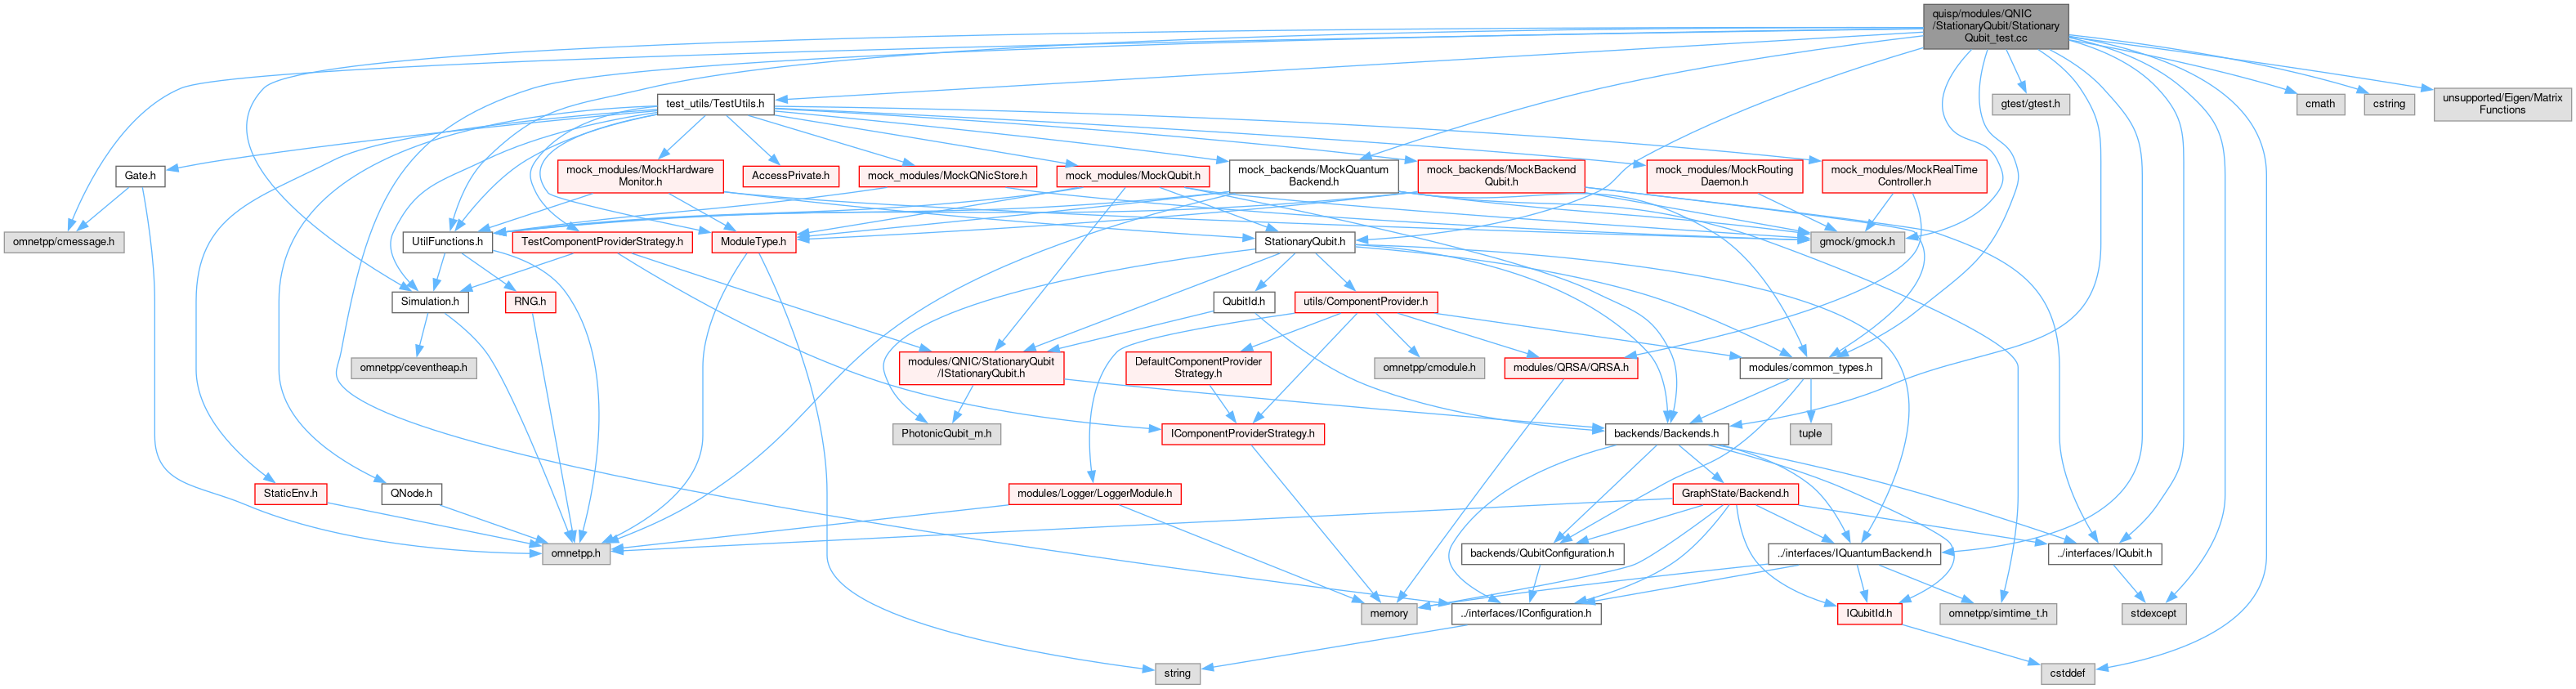 quisp/modules/QNIC
/StationaryQubit/Stationary
Qubit_test.cc
test_utils/TestUtils.h
gtest/gtest.h
cmath
cstring
unsupported/Eigen/Matrix
Functions
Gate.h
mock_modules/MockHardware
Monitor.h
AccessPrivate.h
mock_modules/MockQNicStore.h
mock_modules/MockQubit.h
mock_backends/MockQuantum
Backend.h
mock_backends/MockBackend
Qubit.h
mock_modules/MockRouting
Daemon.h
mock_modules/MockRealTime
Controller.h
omnetpp/cmessage.h
UtilFunctions.h
TestComponentProviderStrategy.h
ModuleType.h
StationaryQubit.h
gmock/gmock.h
Simulation.h
RNG.h
QubitId.h
utils/ComponentProvider.h
omnetpp/ceventheap.h
modules/QNIC/StationaryQubit
/IStationaryQubit.h
DefaultComponentProvider
Strategy.h
omnetpp/cmodule.h
modules/QRSA/QRSA.h
modules/common_types.h
PhotonicQubit_m.h
IComponentProviderStrategy.h
backends/Backends.h
tuple
StaticEnv.h
QNode.h
modules/Logger/LoggerModule.h
GraphState/Backend.h
omnetpp.h
backends/QubitConfiguration.h
../interfaces/IQuantumBackend.h
../interfaces/IQubit.h
memory
../interfaces/IConfiguration.h
IQubitId.h
omnetpp/simtime_t.h
stdexcept
string
cstddef